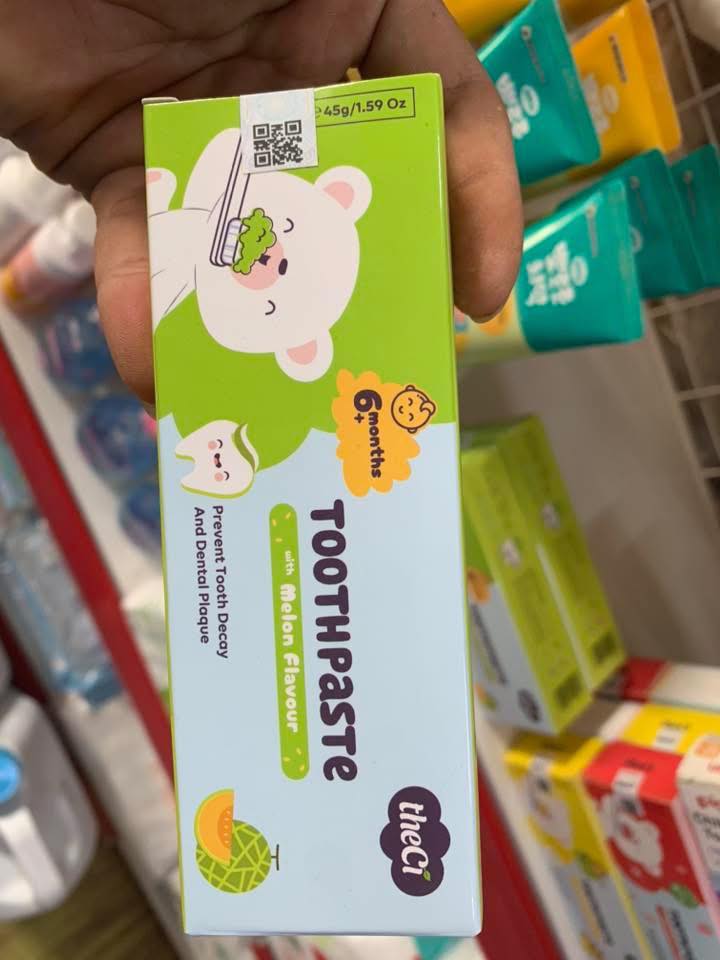 theCi
TOOTHPASTE
with Melon Flavour
6
+
months
Prevent Tooth Decay
And Dental Plaque
e 45g/1.59 Oz